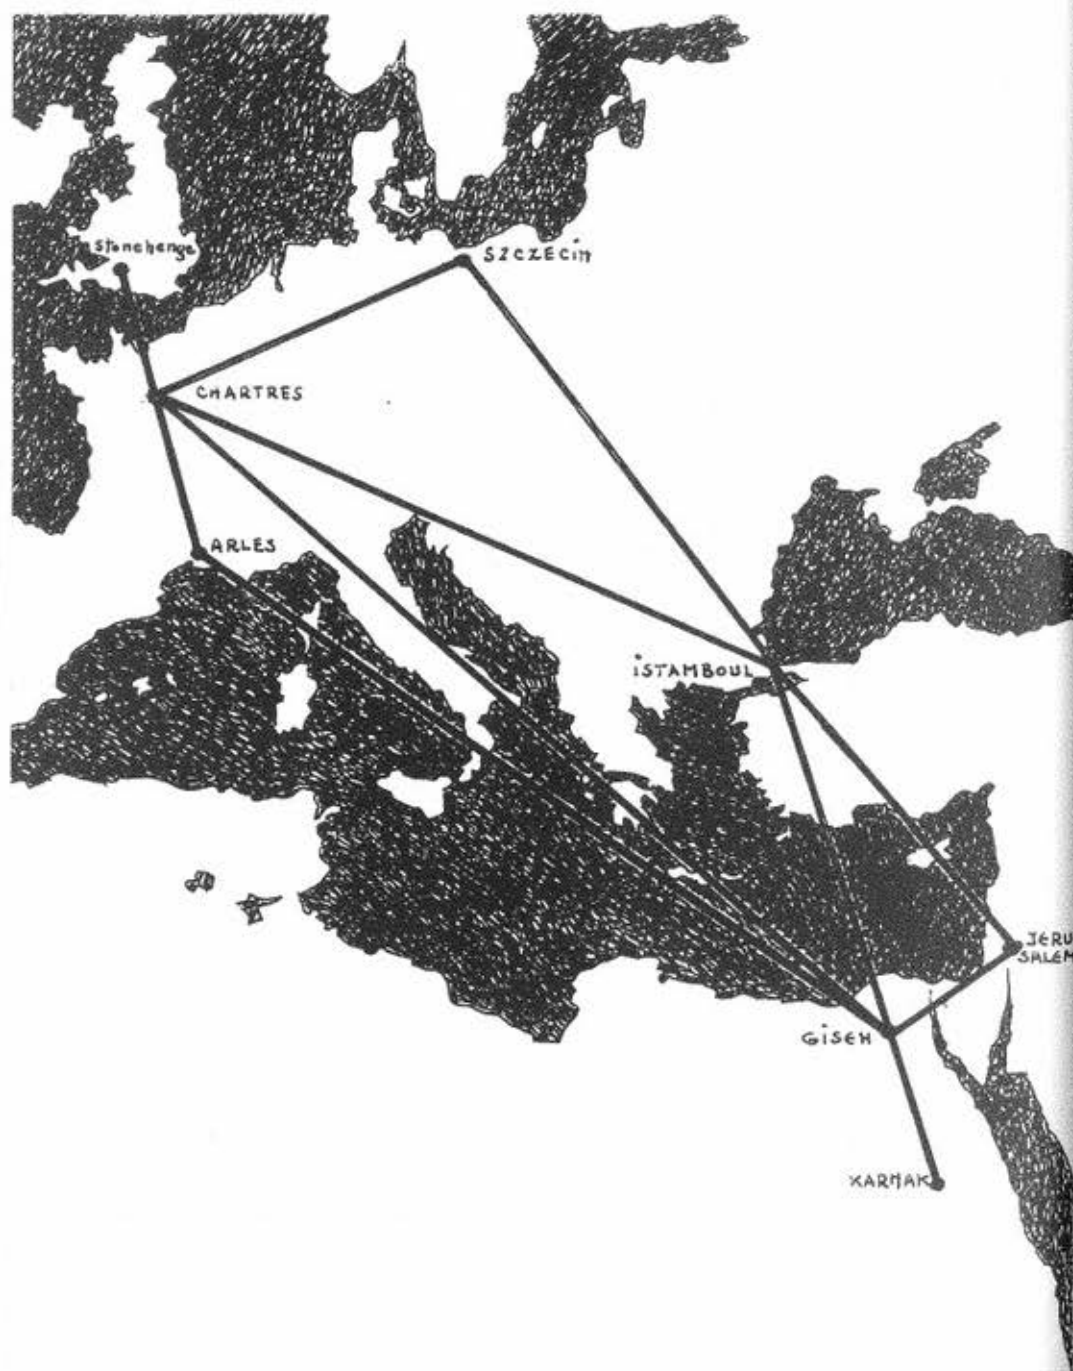 Stonehenge
SZCZECIN
CHARTRES
ARLES
iSTAMBOUL
JERU
SALEM
GiSEH
KARNAK